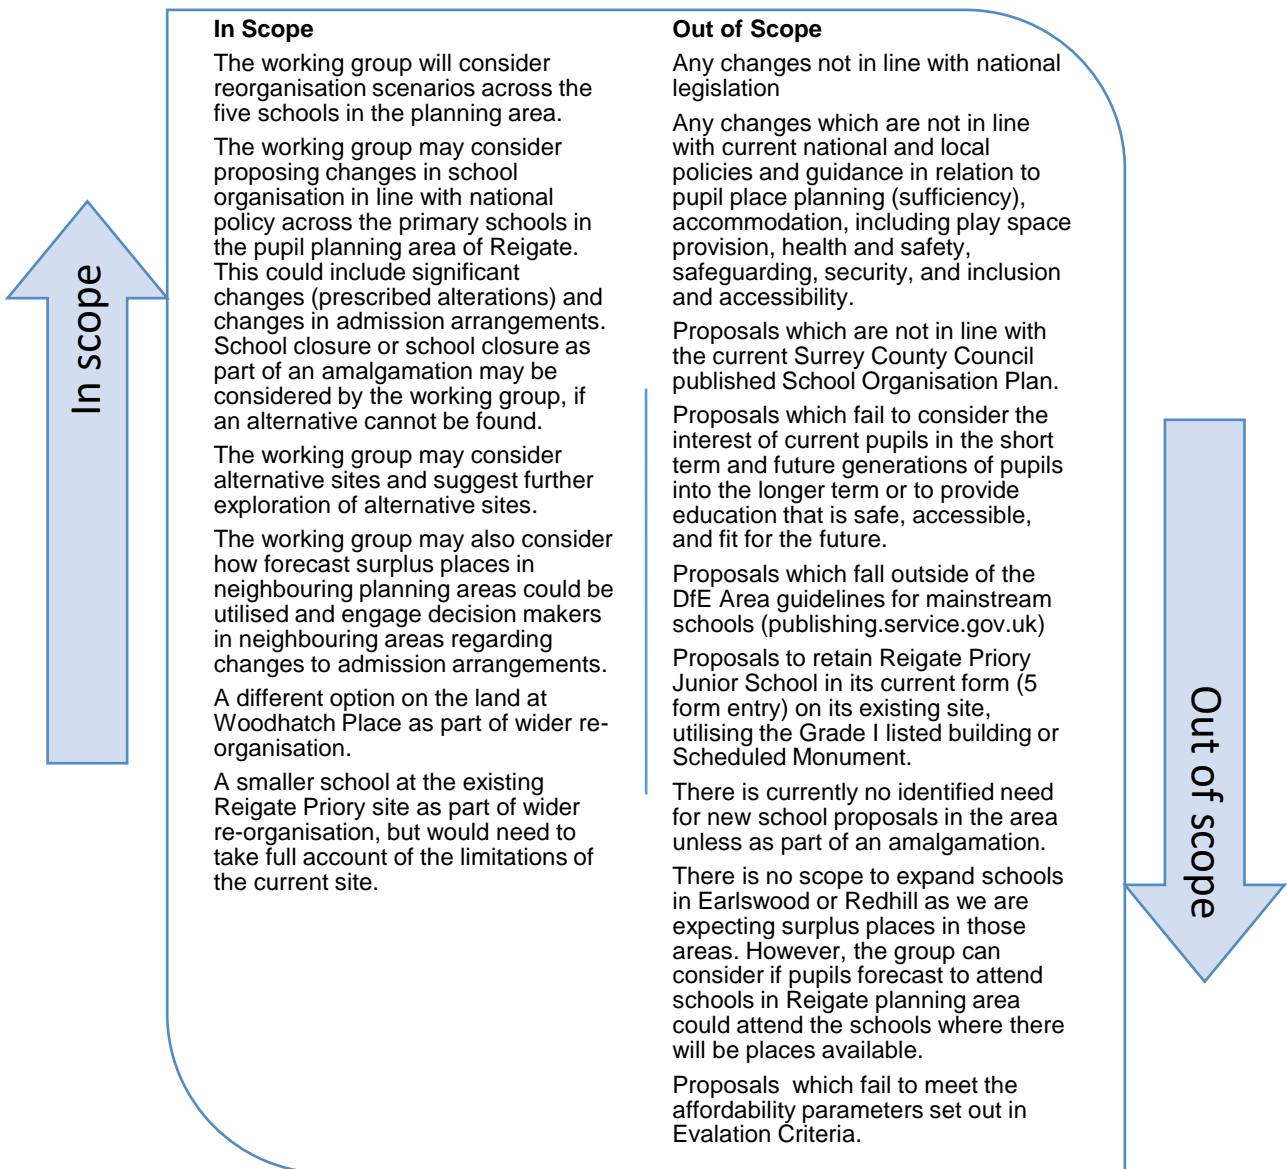 In scope
In Scope
The working group will consider
reorganisation scenarios across the
five schools in the planning area.
The working group may consider
proposing changes in school
organisation in line with national
policy across the primary schools in
the pupil planning area of Reigate.
This could include significant
changes (prescribed alterations) and
changes in admission arrangements.
School closure or school closure as
part of an amalgamation may be
considered by the working group, if
an alternative cannot be found.
The working group may consider
alternative sites and suggest further
exploration of alternative sites.
The working group may also consider
how forecast surplus places in
neighbouring planning areas could be
utilised and engage decision makers
in neighbouring areas regarding
changes to admission arrangements.
A different option on the land at
Woodhatch Place as part of wider re-
organisation.
A smaller school at the existing
Reigate Priory site as part of wider
re-organisation, but would need to
take full account of the limitations of
the current site.
Out of Scope
Any changes not in line with national
legislation
Any changes which are not in line
with current national and local
policies and guidance in relation to
pupil place planning (sufficiency),
accommodation, including play space
provision, health and safety,
safeguarding, security, and inclusion
and accessibility.
Proposals which are not in line with
the current Surrey County Council
published School Organisation Plan.
Proposals which fail to consider the
interest of current pupils in the short
term and future generations of pupils
into the longer term or to provide
education that is safe, accessible,
and fit for the future.
Proposals which fall outside of the
DfE Area guidelines for mainstream
schools (publishing.service.gov.uk)
Proposals to retain Reigate Priory
Junior School in its current form (5
form entry) on its existing site,
utilising the Grade I listed building or
Scheduled Monument.
There is currently no identified need
for new school proposals in the area
unless as part of an amalgamation.
There is no scope to expand schools
in Earlswood or Redhill as we are
expecting surplus places in those
areas. However, the group can
consider if pupils forecast to attend
schools in Reigate planning area
could attend the schools where there
will be places available.
Proposals which fail to meet the
affordability parameters set out in
Evalation Criteria.
Out of scope